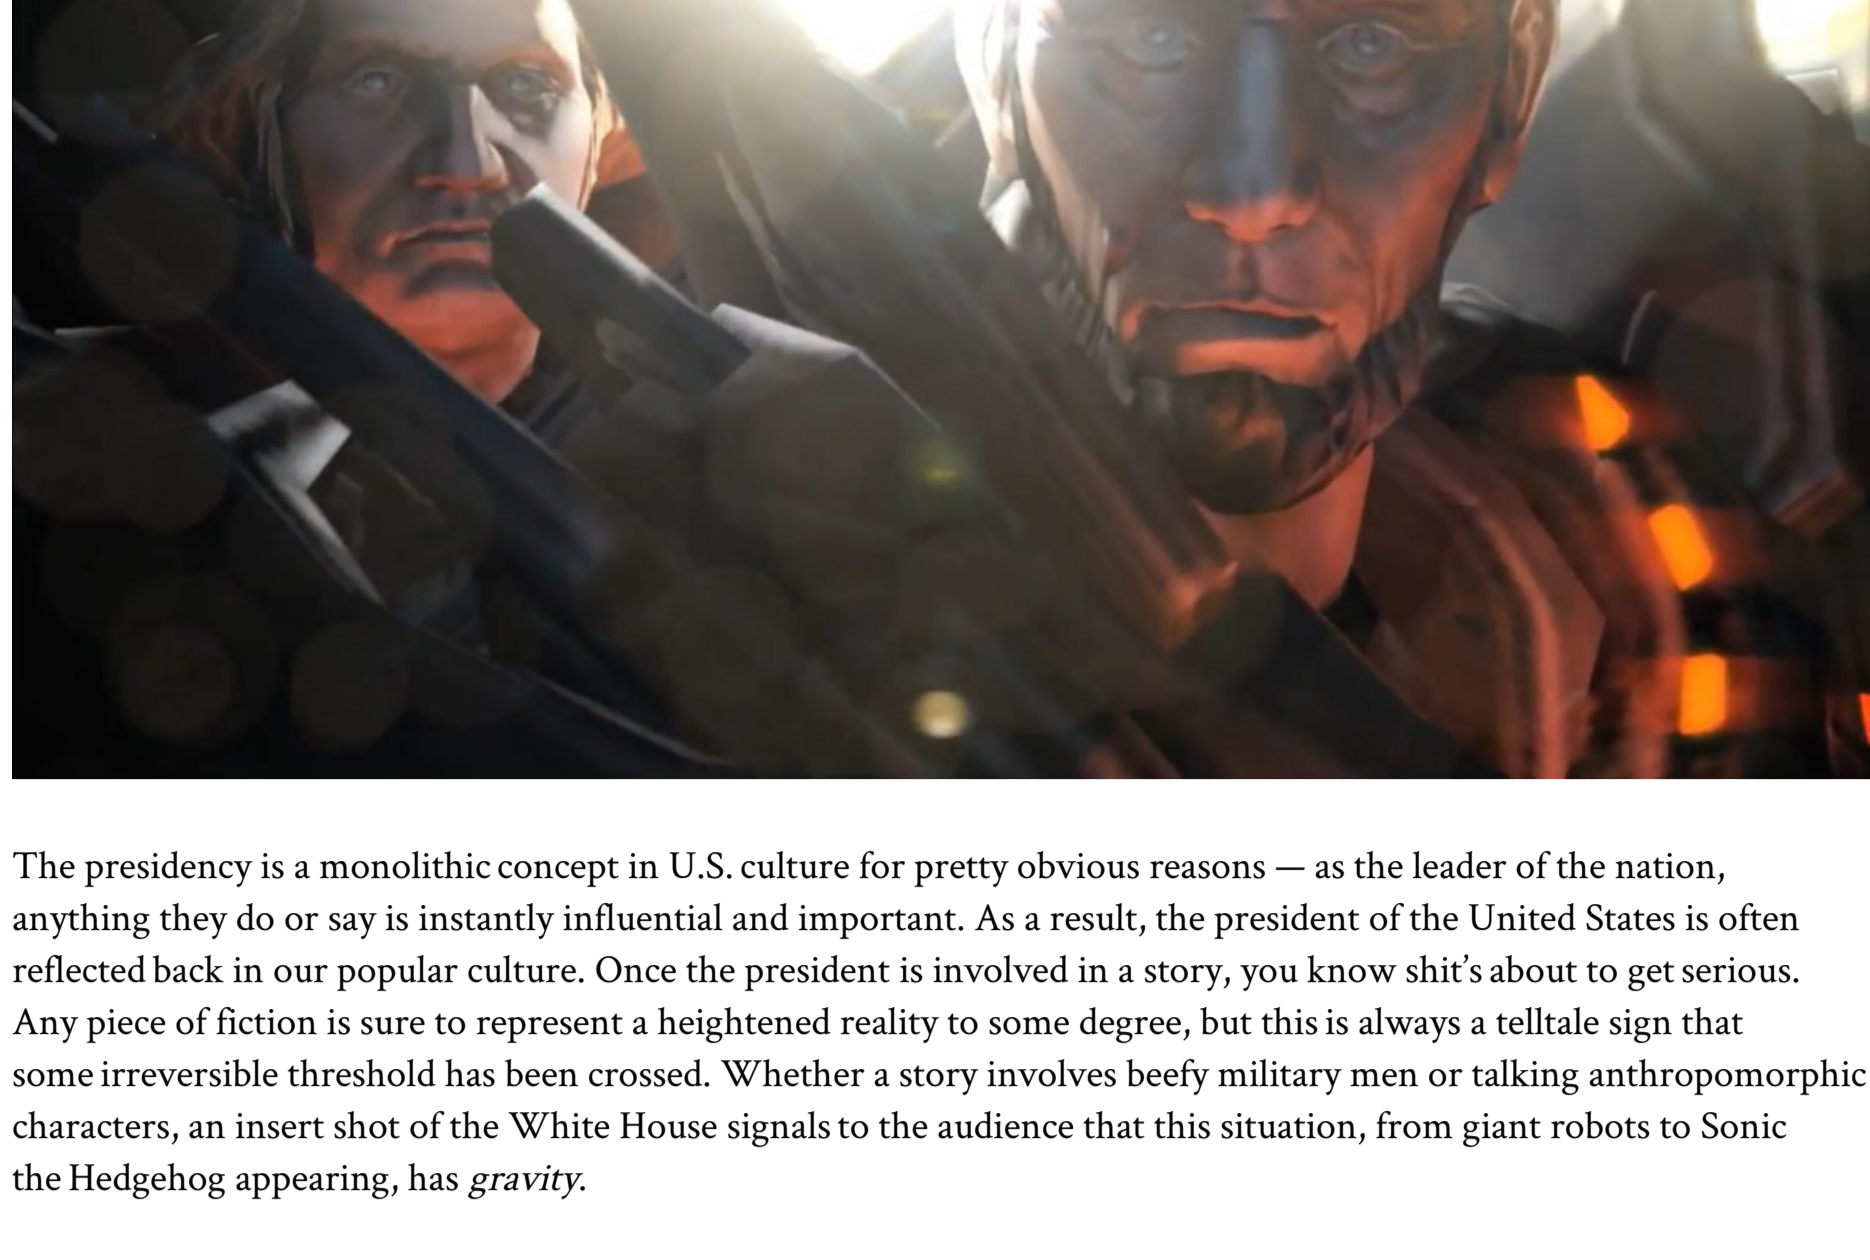 The presidency is a monolithic concept in U.S. culture for pretty obvious reasons — as the leader of the nation,
anything they do or say is instantly influential and important. As a result, the president of the United States is often
reflected back in our popular culture. Once the president is involved in a story, you know shit’s about to get serious.
Any piece of fiction is sure to represent a heightened reality to some degree, but this is always a telltale sign that
some irreversible threshold has been crossed. Whether a story involves beefy military men or talking anthropomorphic
characters, an insert shot of the White House signals to the audience that this situation, from giant robots to Sonic
the Hedgehog appearing, has gravity.